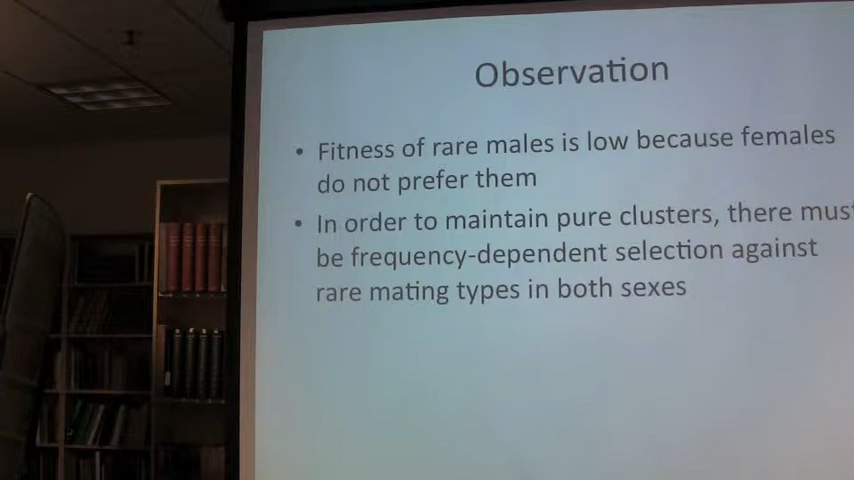 Observation
• Fitness of rare males is low because females
do not prefer them
• In order to maintain pure clusters, there must
be frequency-dependent selection against
rare mating types in both sexes